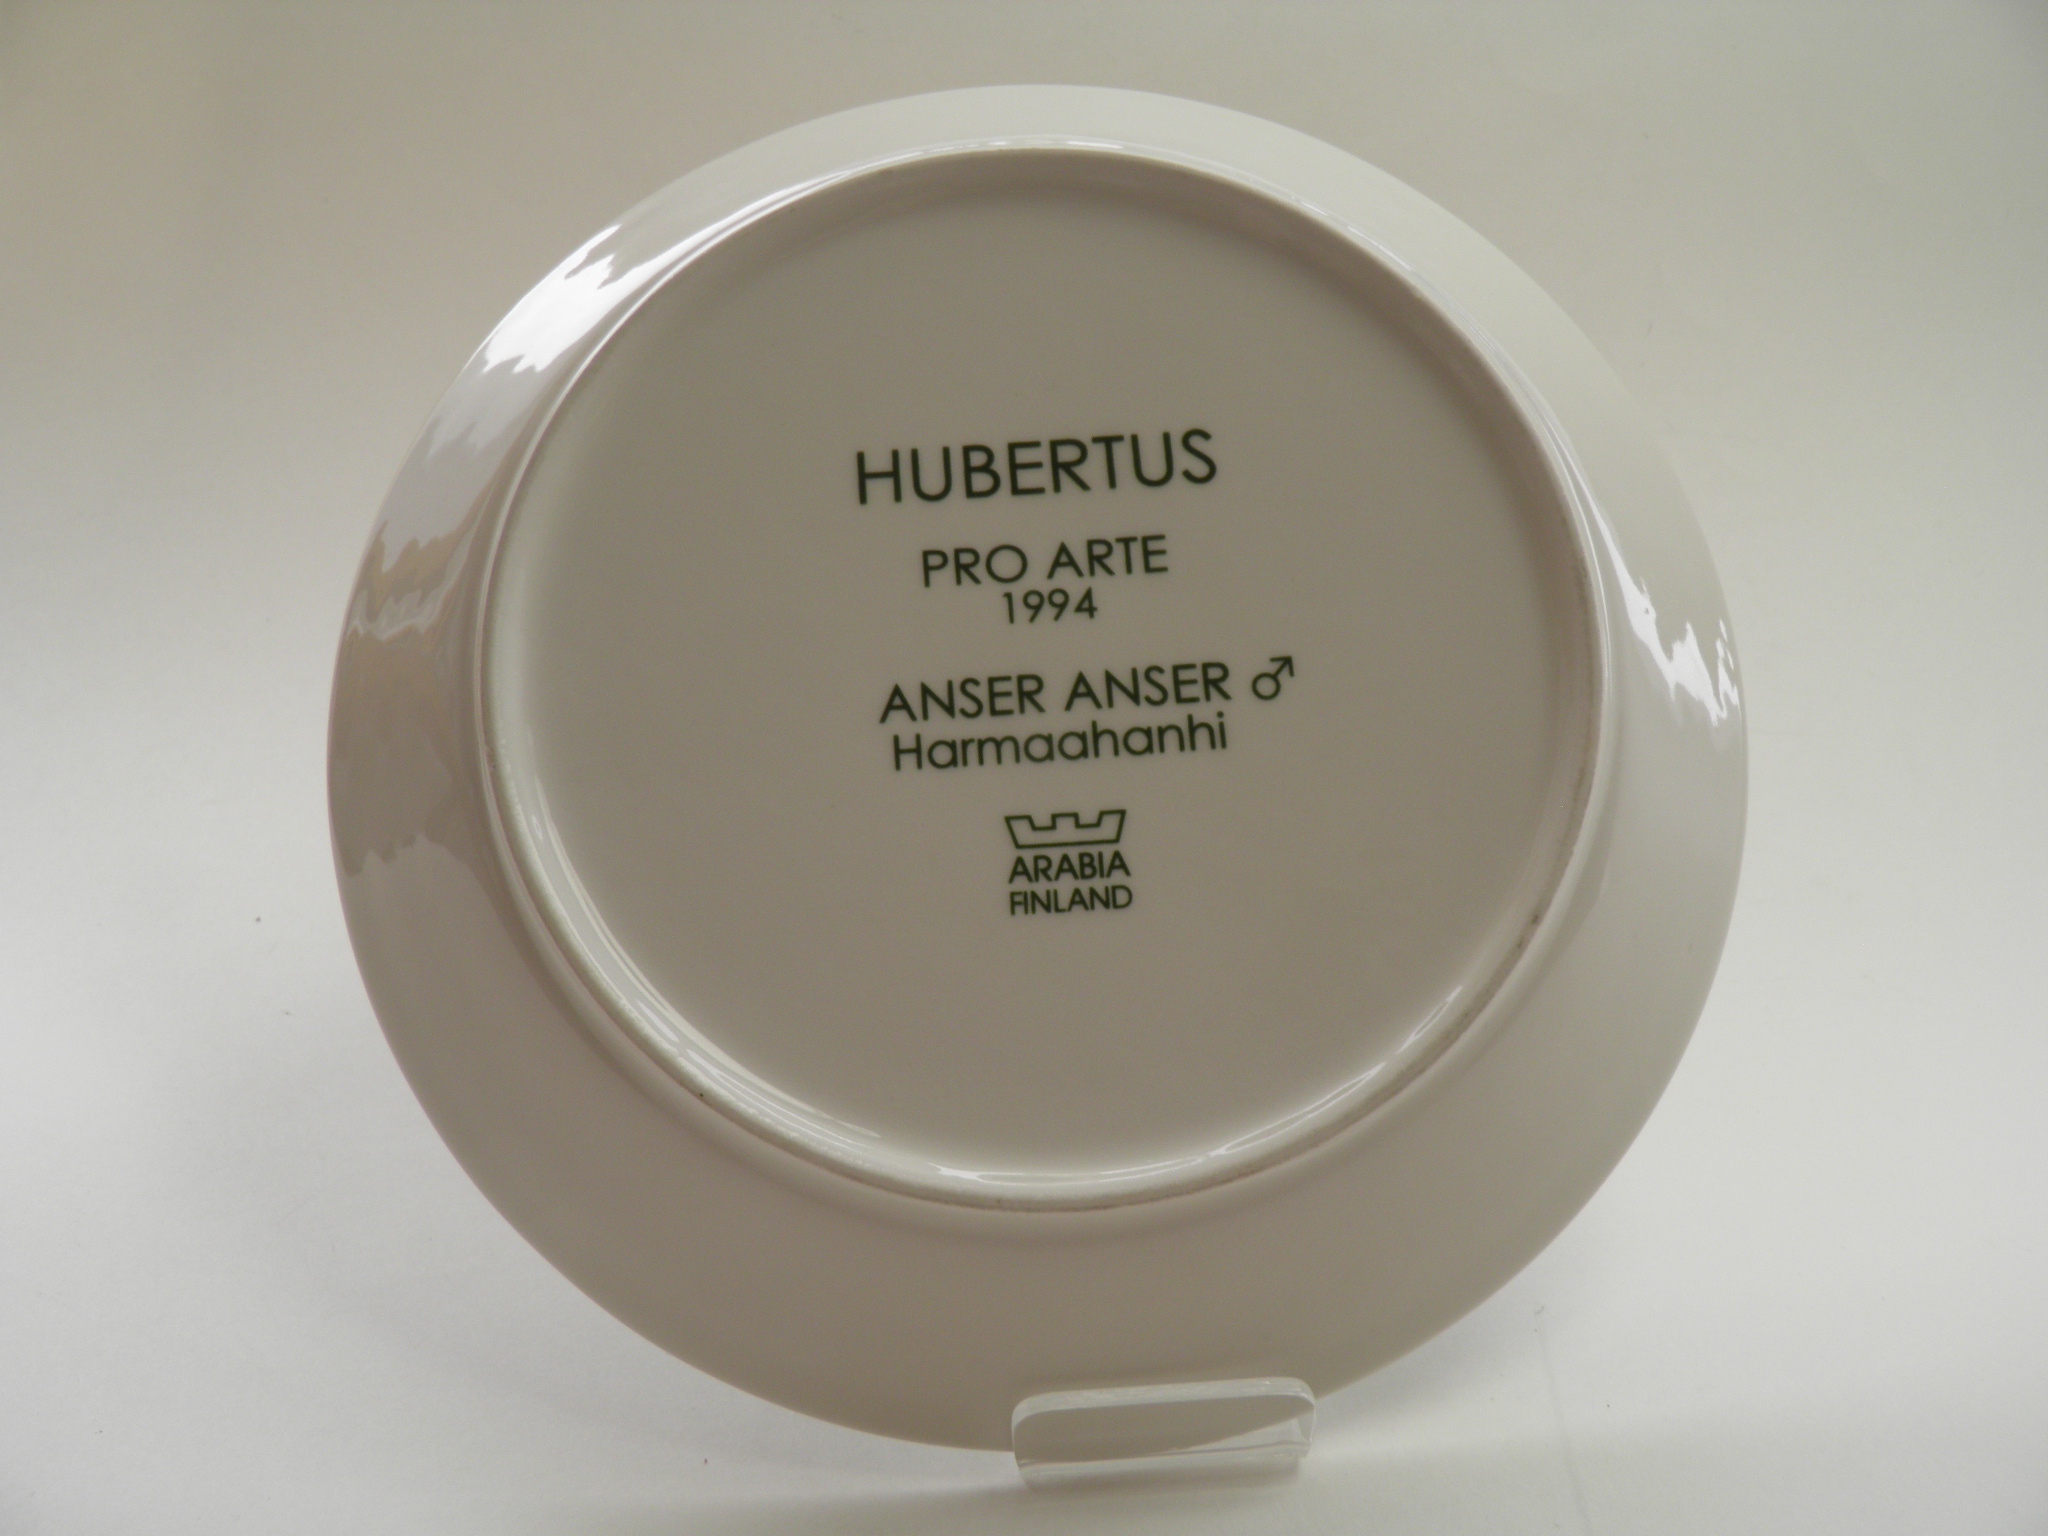 HUBERTUS
PRO ARTE
1994
ANSER ANSER ♂
Harmaahanhi
ARABIA
FINLAND